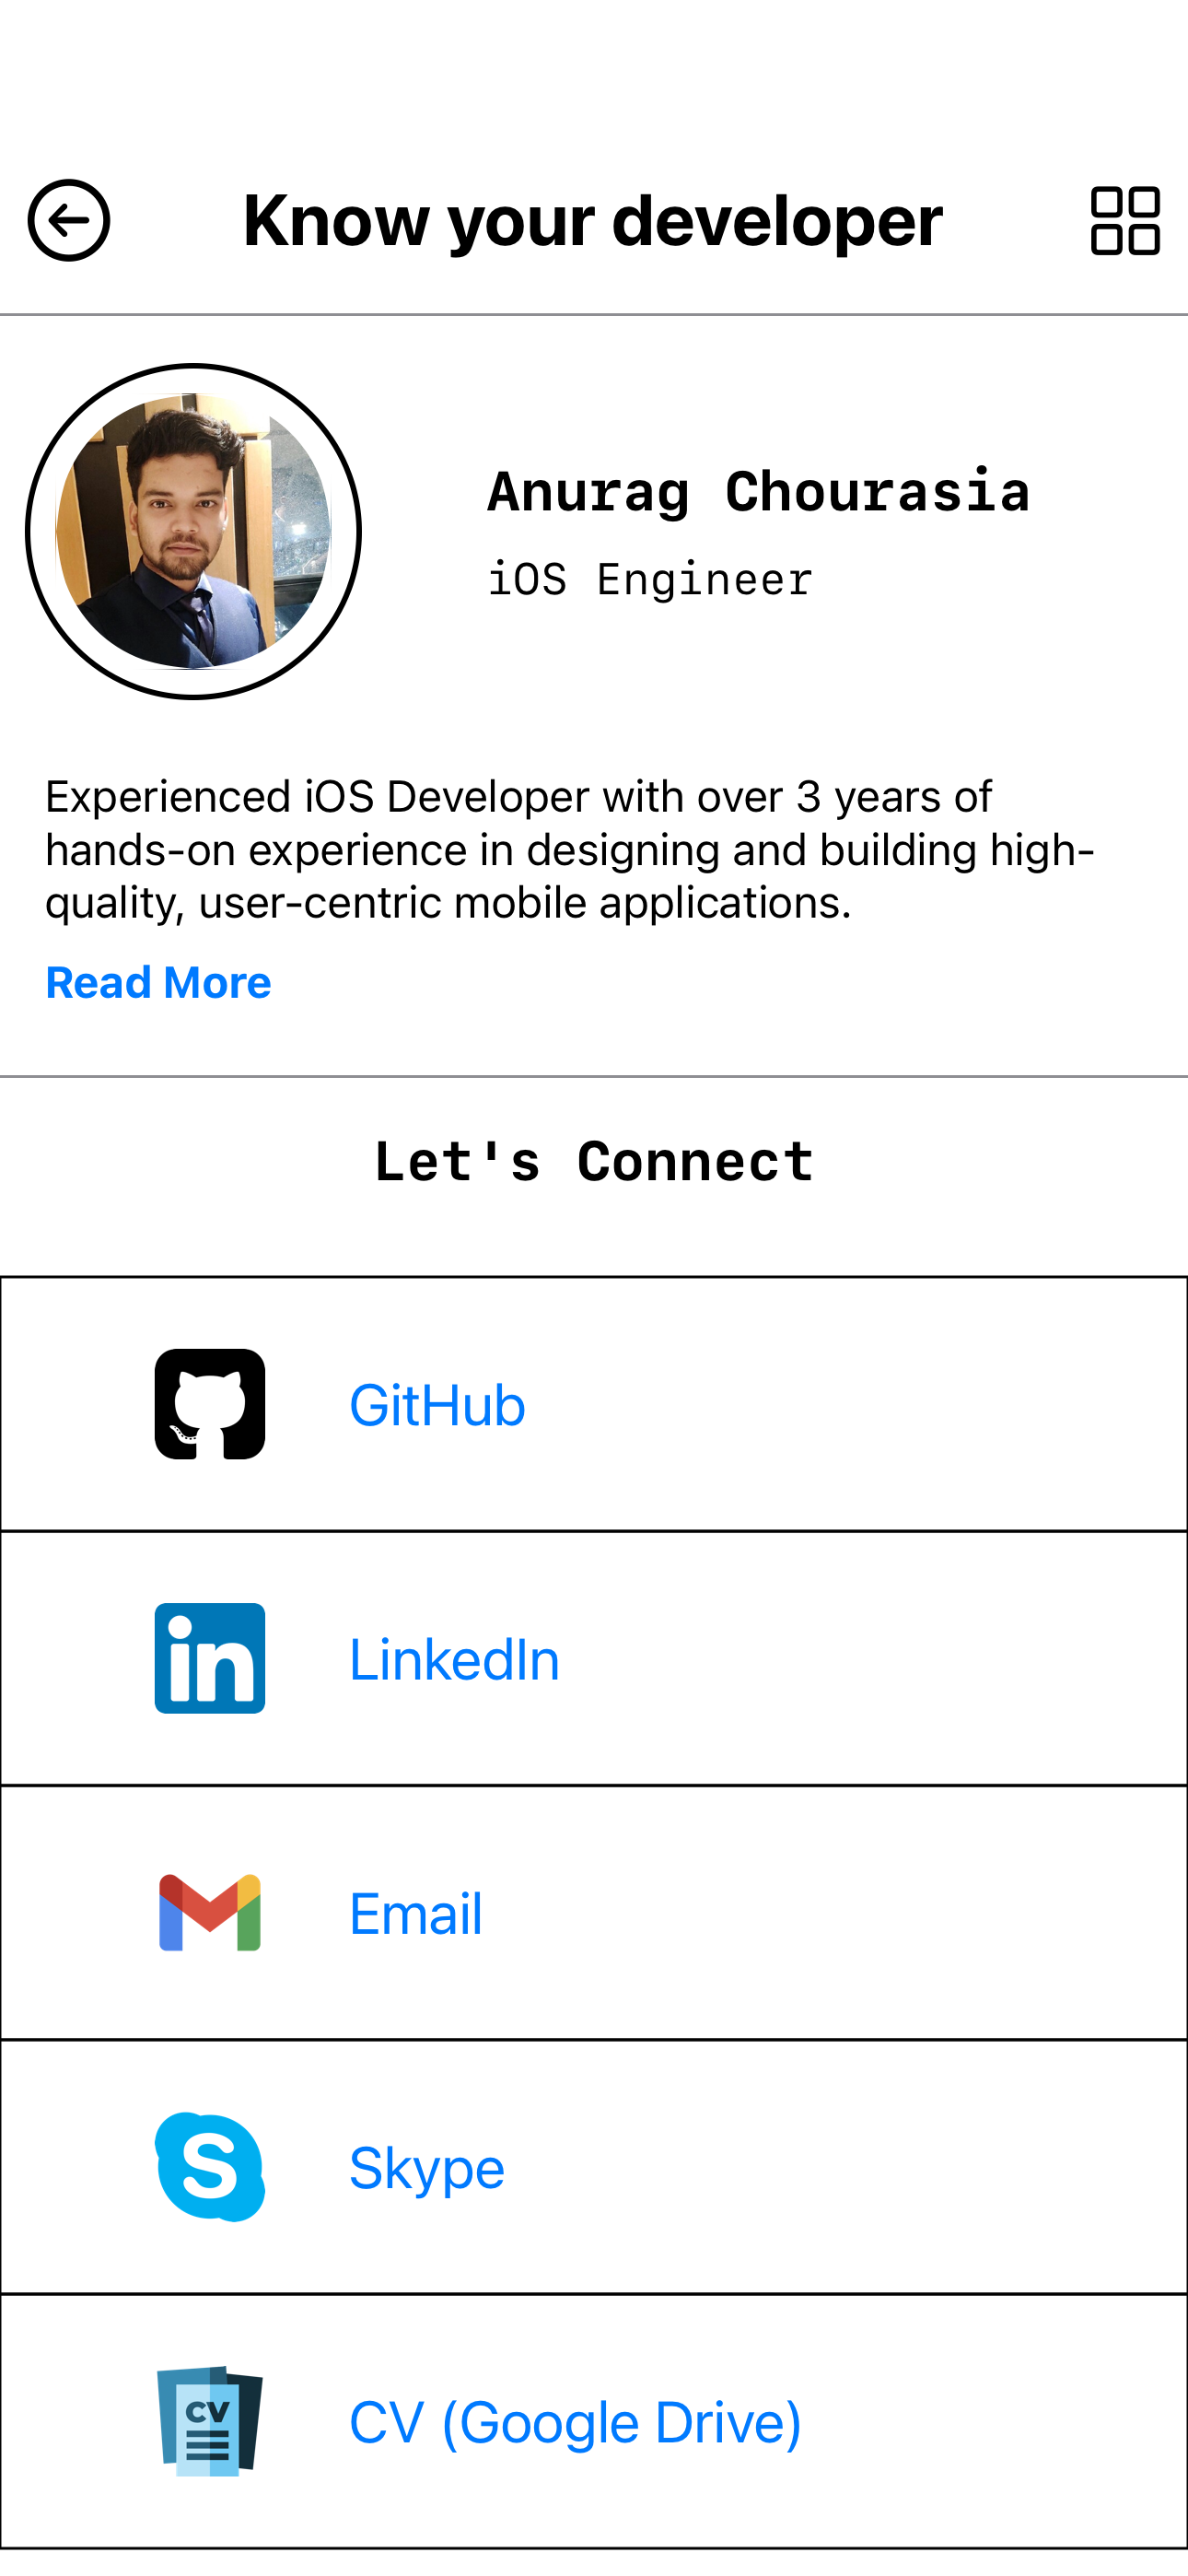 Know your developer
Anurag Chourasia
iOS Engineer
Experienced iOS Developer with over 3 years of
hands-on experience in designing and building high-
quality, user-centric mobile applications.
Read More
Let's Connect
GitHub
in
LinkedIn
Email
S
Skype
CV
CV (Google Drive)